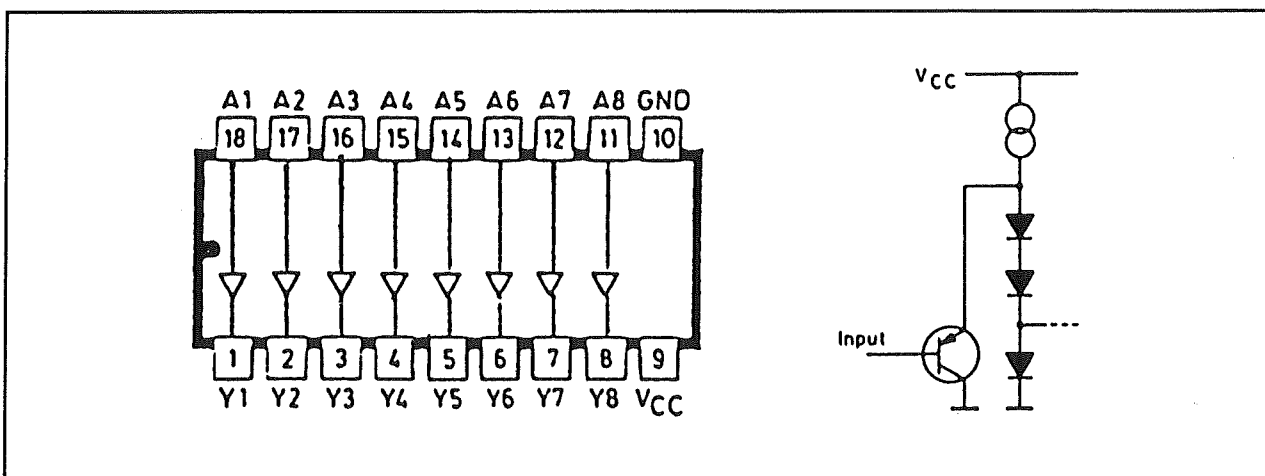 A1 A2 A3 A4 A5 A6 A7 A8 GND
18 17 16 15 14 13 12 11 10
1 2 3 4 5 6 7 8 9
Y1 Y2 Y3 Y4 Y5 Y6 Y7 Y8 VCC
VCC
Input